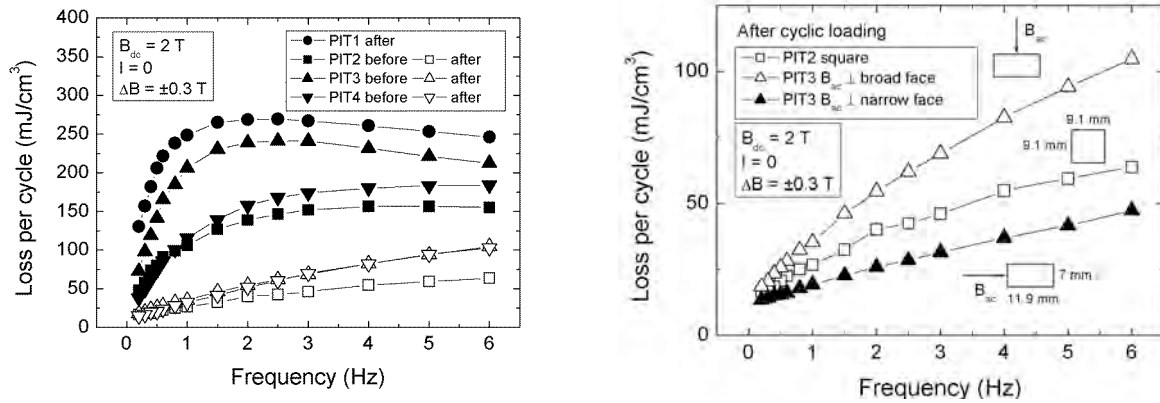 400
350
300
250
200
150
100
50
0
Loss per cycle (mJ/cm³)
B_dc = 2 T
I = 0
ΔB = ±0.3 T
PIT1 after
PIT2 before after
PIT3 before after
PIT4 before after
0 1 2 3 4 5 6
Frequency (Hz)
100
50
0
Loss per cycle (mJ/cm³)
After cyclic loading
PIT2 square
PIT3 B_ac ⊥ broad face
PIT3 B_ac ⊥ narrow face
B_dc = 2 T
I = 0
ΔB = ±0.3 T
B_ac
9.1 mm
9.1 mm
7 mm
B_ac
11.9 mm
0 1 2 3 4 5 6
Frequency (Hz)